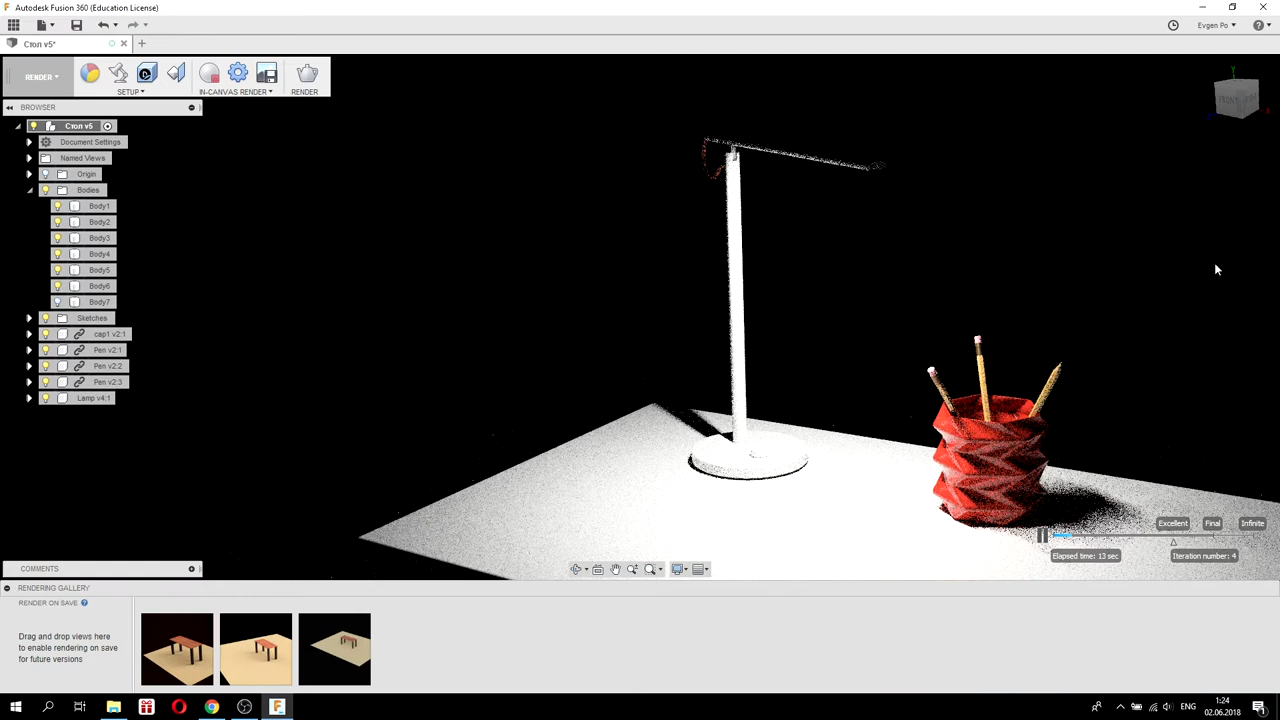 Autodesk Fusion 360 (Education License)
Evgen Po
Стол v5*
RENDER
SETUP
IN-CANVAS RENDER
RENDER
BROWSER
Стол v5
Document Settings
Named Views
Origin
Bodies
Body1
Body2
Body3
Body4
Body5
Body6
Body7
Sketches
cap1 v2:1
Pen v2:1
Pen v2:2
Pen v2:3
Lamp v4:1
FRONT
Excellent Final Infinite
Elapsed time: 13 sec
Iteration number: 4
COMMENTS
RENDERING GALLERY
RENDER ON SAVE
Drag and drop views here
to enable rendering on save
for future versions
ENG
1:24
02.06.2018